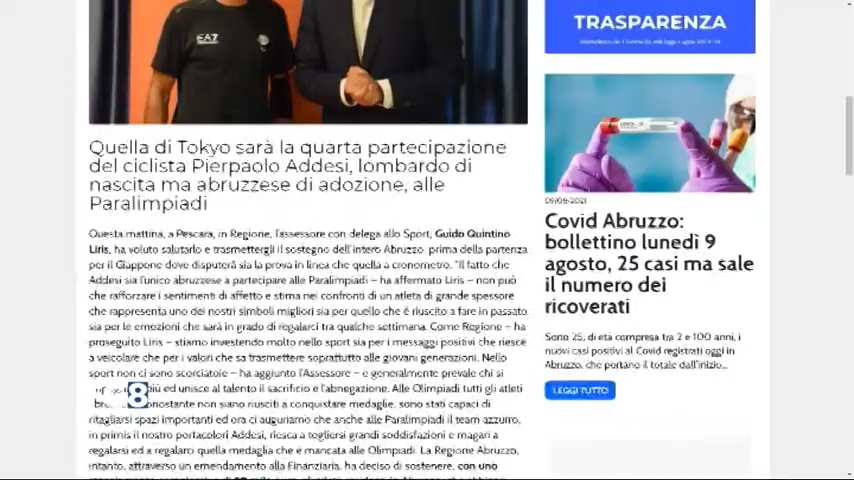 EA7
TRASPARENZA
Quella di Tokyo sarà la quarta partecipazione
del ciclista Pierpaolo Addesi, lombardo di
nascita ma abruzzese di adozione, alle
Paralimpiadi
Questa mattina, a Pescara, in Regione, l'assessore con delega allo Sport, Guido Quintino
Liris, ha voluto salutarlo e trasmettergli il sostegno dell'intero Abruzzo prima della partenza
per il Giappone dove disputerà sia la prova in linea che quella a cronometro. "Il fatto che
Addesi sia l'unico abruzzese a partecipare alle Paralimpiadi – ha affermato Liris – non può
che rafforzare i sentimenti di affetto e stima nei confronti di un atleta di grande spessore
che rappresenta uno dei nostri simboli migliori sia per quello che è riuscito a fare in passato
sia per le emozioni che sarà in grado di regalarci tra qualche settimana. Come Regione – ha
proseguito Liris – stiamo investendo molto nello sport sia per i messaggi positivi che riesce
a veicolare che per i valori che sa trasmettere soprattutto alle giovani generazioni. Nello
sport non ci sono scorciatoie – ha aggiunto l'Assessore – e generalmente prevale chi si
più ed unisce al talento il sacrificio e l'abnegazione. Alle Olimpiadi tutti gli atleti
8
nonostante non siano riusciti a conquistare medaglie, sono stati capaci di
ritagliarsi spazi importanti ed ora ci auguriamo che anche alle Paralimpiadi il team azzurro,
in primis il nostro portacolori Addesi, riesca a togliersi grandi soddisfazioni e magari a
regalarsi ed a regalarci quella medaglia che è mancata alle Olimpiadi. La Regione Abruzzo,
intanto, attraverso un emendamento alla Finanziaria, ha deciso di sostenere, con uno
09/08/2021
Covid Abruzzo:
bollettino lunedì 9
agosto, 25 casi ma sale
il numero dei
ricoverati
Sono 25, di età compresa tra 2 e 100 anni, i
nuovi casi positivi al Covid registrati oggi in
Abruzzo, che portano il totale dall'inizio...
LEGGI TUTTO